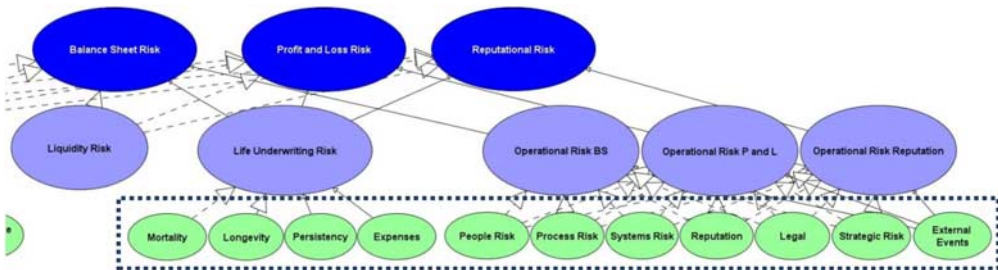 Balance Sheet Risk
Profit and Loss Risk
Reputational Risk
Liquidity Risk
Life Underwriting Risk
Operational Risk BS
Operational Risk P and L
Operational Risk Reputation
Mortality
Longevity
Persistency
Expenses
People Risk
Process Risk
Systems Risk
Reputation
Legal
Strategic Risk
External
Events